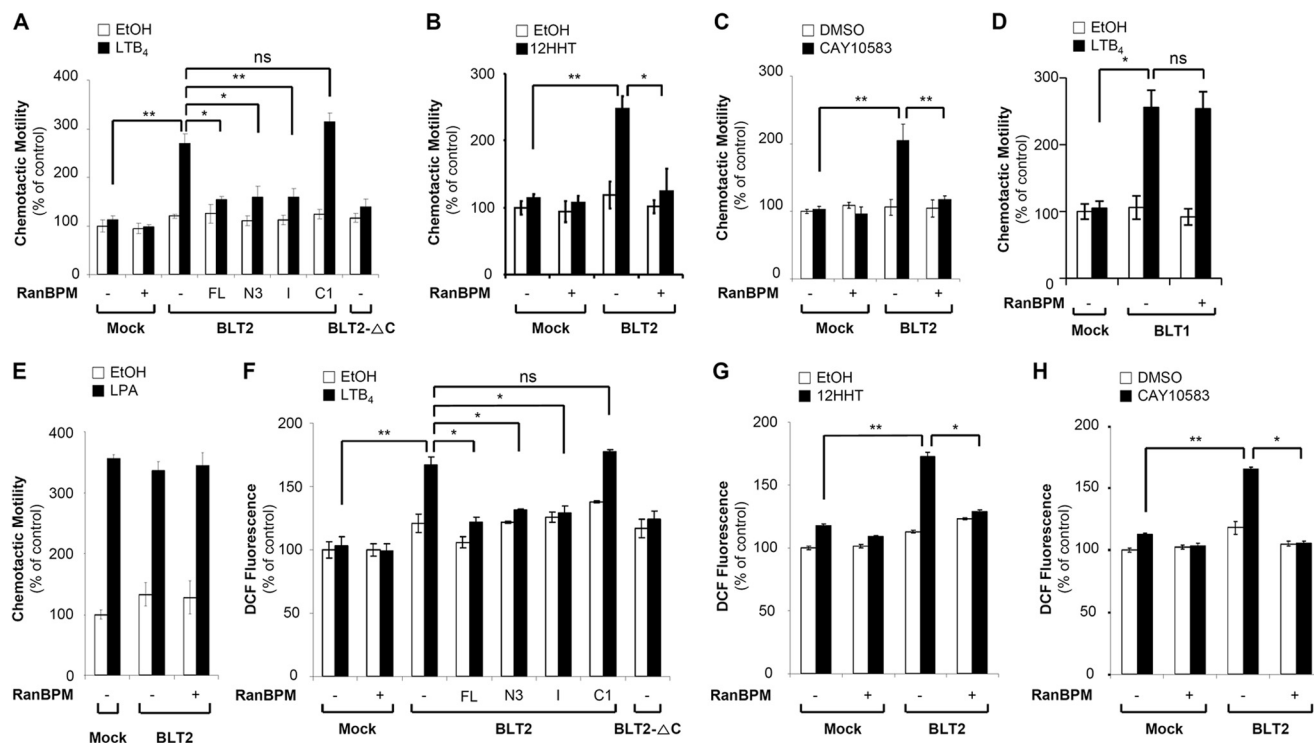 A
EtOH
LTB4
Chemotactic Motility
(% of control)
400
300
200
100
0
**
*
*
**
ns
RanBPM
- + - FL N3 I C1 -
Mock BLT2 BLT2-△C
B
EtOH
12HHT
Chemotactic Motility
(% of control)
300
200
100
0
** *
RanBPM
- + - +
Mock BLT2
C
DMSO
CAY10583
Chemotactic Motility
(% of control)
300
200
100
0
** **
RanBPM
- + - +
Mock BLT2
D
EtOH
LTB4
Chemotactic Motility
(% of control)
300
200
100
0
* ns
RanBPM
- - +
Mock BLT1
E
EtOH
LPA
Chemotactic Motility
(% of control)
400
300
200
100
0
RanBPM
- - +
Mock BLT2
F
EtOH
LTB4
DCF Fluorescence
(% of control)
200
150
100
50
0
**
*
*
*
ns
RanBPM
- + - FL N3 I C1 -
Mock BLT2 BLT2-△C
G
EtOH
12HHT
DCF Fluorescence
(% of control)
200
150
100
50
0
** *
RanBPM
- + - +
Mock BLT2
H
DMSO
CAY10583
DCF Fluorescence
(% of control)
200
150
100
50
0
** *
RanBPM
- + - +
Mock BLT2